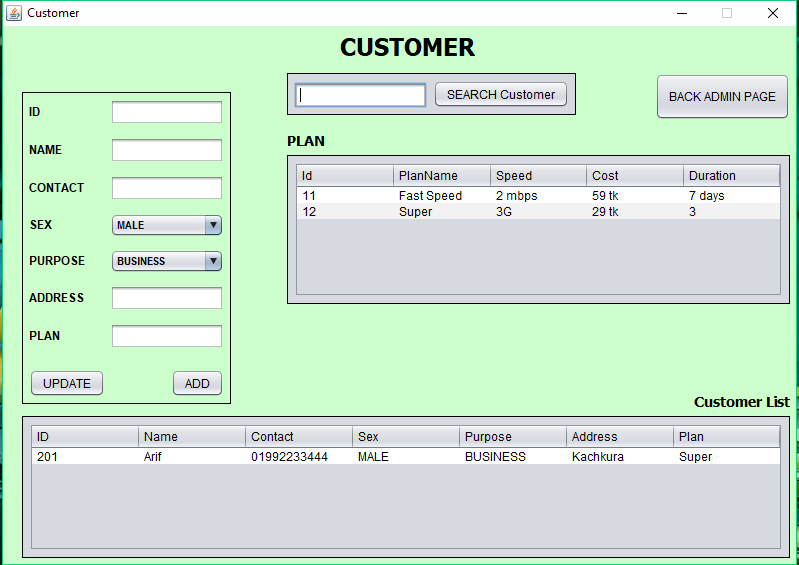 Customer
CUSTOMER
SEARCH Customer
BACK ADMIN PAGE
ID
NAME
CONTACT
SEX MALE
PURPOSE BUSINESS
ADDRESS
PLAN
UPDATE ADD
PLAN
Id PlanName Speed Cost Duration
11 Fast Speed 2 mbps 59 tk 7 days
12 Super 3G 29 tk 3
Customer List
ID Name Contact Sex Purpose Address Plan
201 Arif 01992233444 MALE BUSINESS Kachkura Super